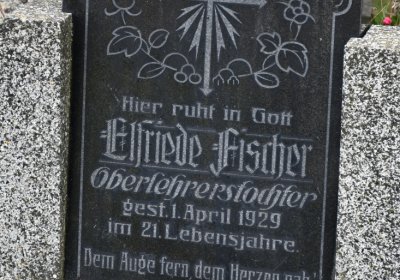 Hier ruht in Gott
Elfriede Fischer
Oberlehrerstochter
gest. 1. April 1929
im 21. Lebensjahre.
Dem Auge fern dem Herzen nah!